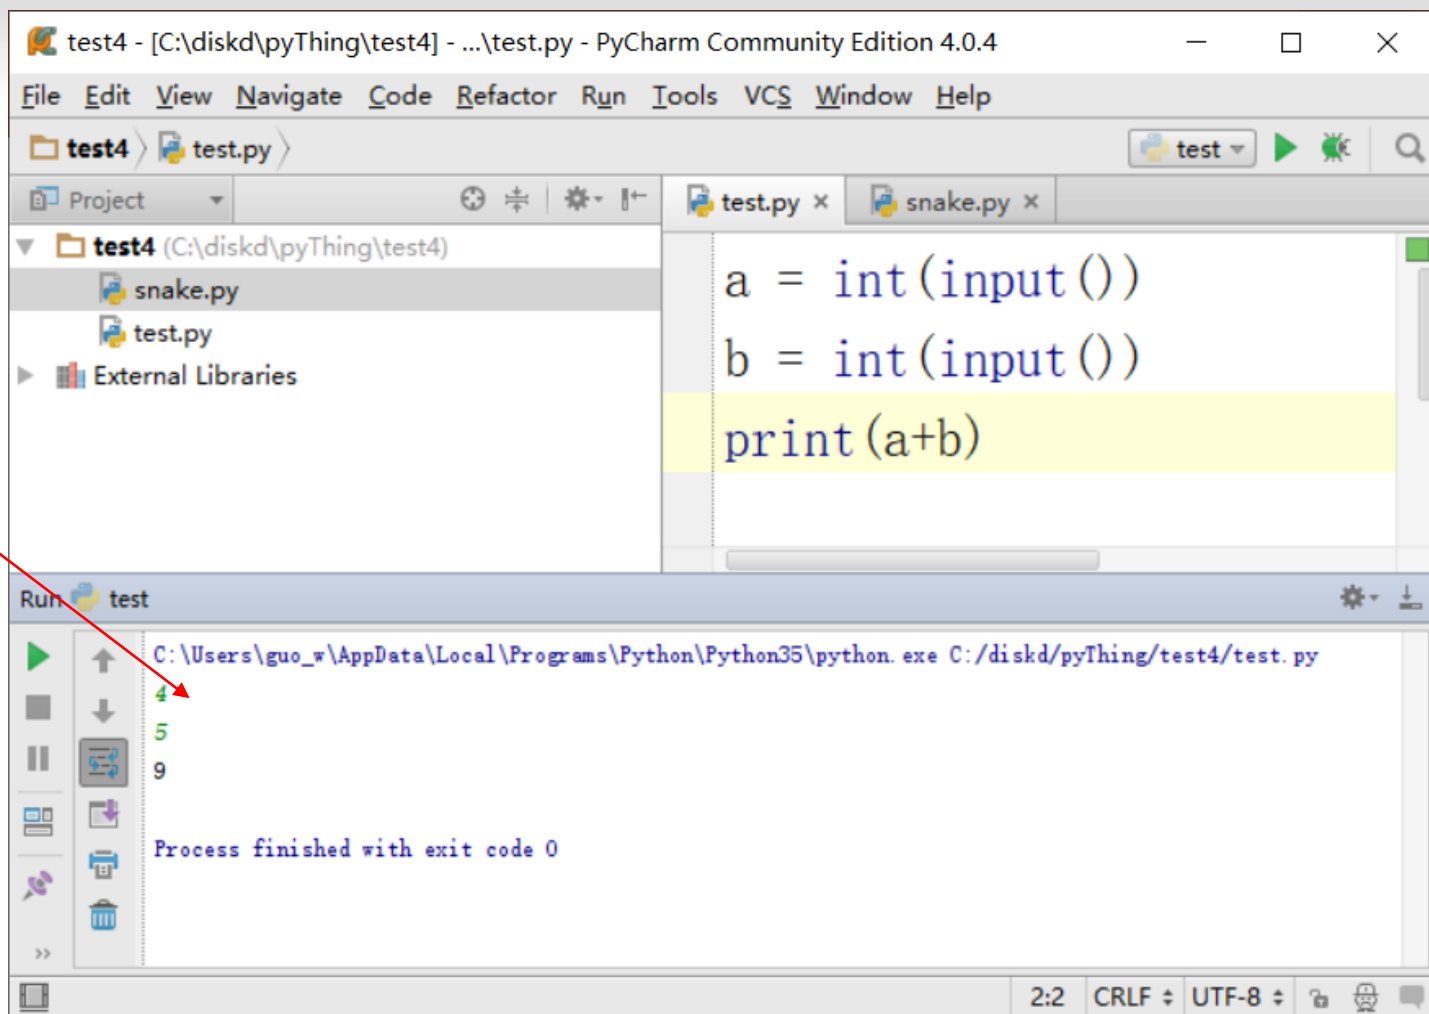 test4 - [C:\diskd\pyThing\test4] - ...\test.py - PyCharm Community Edition 4.0.4
File Edit View Navigate Code Refactor Run Tools VCS Window Help
test4 test.py test
Project
test.py snake.py
test4 (C:\diskd\pyThing\test4)
snake.py
test.py
External Libraries
a = int(input())
b = int(input())
print(a+b)
Run test
C:\Users\guo_w\AppData\Local\Programs\Python\Python35\python.exe C:/diskd/pyThing/test4/test.py
4
5
9
Process finished with exit code 0
2:2 CRLF UTF-8